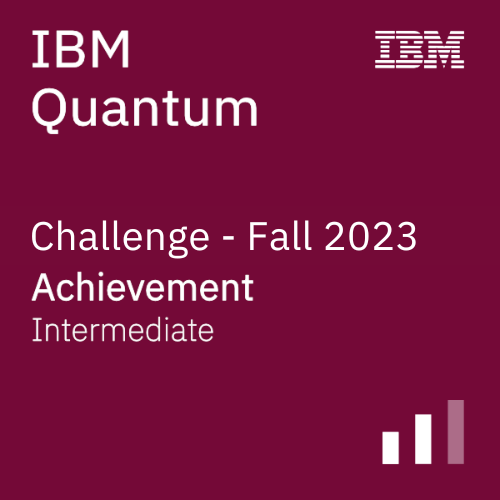 IBM
IBM
Quantum
Challenge - Fall 2023
Achievement
Intermediate